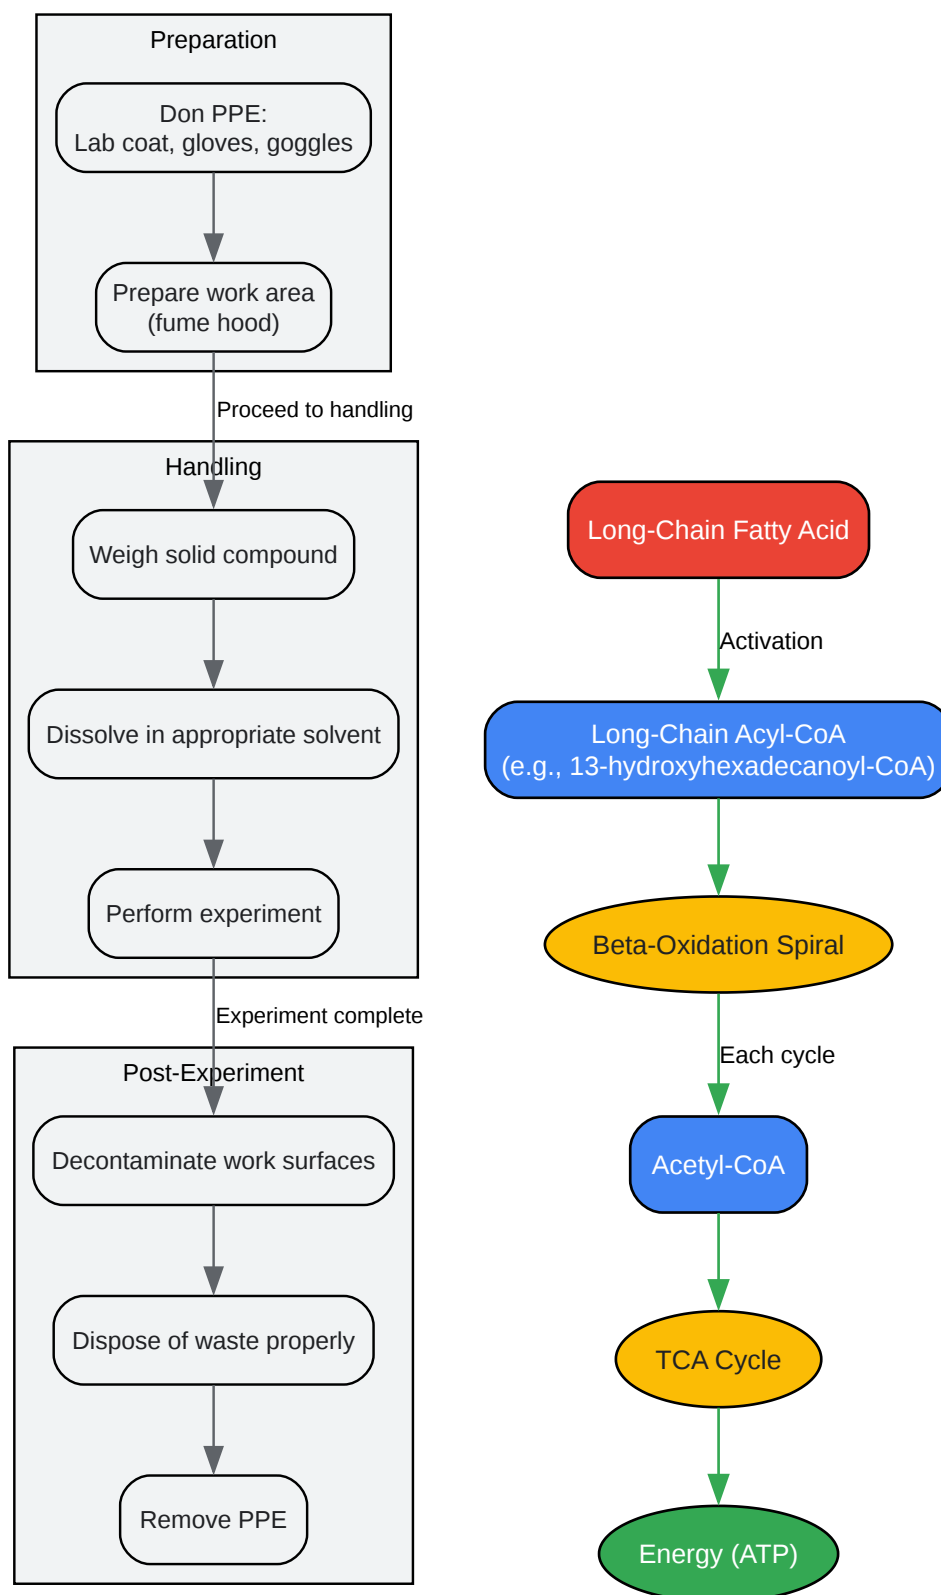 Preparation
Don PPE:
Lab coat, gloves, goggles
Prepare work area
(fume hood)
Proceed to handling
Handling
Weigh solid compound
Dissolve in appropriate solvent
Perform experiment
Experiment complete
Post-Experiment
Decontaminate work surfaces
Dispose of waste properly
Remove PPE
Long-Chain Fatty Acid
Activation
Long-Chain Acyl-CoA
(e.g., 13-hydroxyhexadecanoyl-CoA)
Beta-Oxidation Spiral
Each cycle
Acetyl-CoA
TCA Cycle
Energy (ATP)